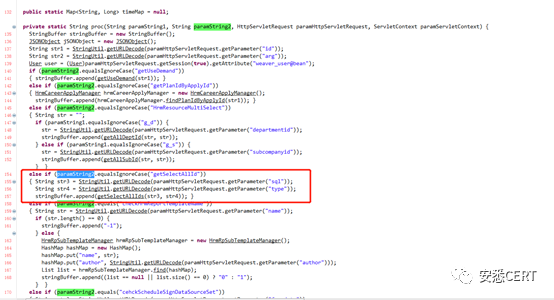 132 public static Map<String, Long> timeMap = null;
136 private static String proc(String paramString1, String paramString2, HttpServletRequest paramHttpServletRequest, ServletContext paramServletContext) {
StringBuffer stringBuffer = new StringBuffer();
JSONObject jSONObject = new JSONObject();
String str1 = StringUtil.getURLDecode(paramHttpServletRequest.getParameter("id"));
String str2 = StringUtil.getURLDecode(paramHttpServletRequest.getParameter("arg"));
User user = (User)paramHttpServletRequest.getSession(true).getAttribute("weaver_user@bean");
if (paramString2.equalsIgnoreCase("getUseDemand"))
{ stringBuffer.append(getUseDemand(str1)); }
else if (paramString2.equalsIgnoreCase("getPlanIdByApplyId"))
{ HrmCareerApplyManager hrmCareerApplyManager = new HrmCareerApplyManager();
stringBuffer.append(hrmCareerApplyManager.findPlanIdByApplyId(str1)); }
else if (paramString2.equalsIgnoreCase("HrmResourceMultiSelect"))
{ String str = "";
if (paramString1.equalsIgnoreCase("g_d")) {
str = StringUtil.getURLDecode(paramHttpServletRequest.getParameter("departmentid"));
stringBuffer.append(getAllDeptId(str, str));
} else if (paramString1.equalsIgnoreCase("g_s")) {
str = StringUtil.getURLDecode(paramHttpServletRequest.getParameter("subcompanyid"));
stringBuffer.append(getAllSubId(str, str));
} }
else if (paramString2.equalsIgnoreCase("getSelectAllId"))
{ String str3 = StringUtil.getURLDecode(paramHttpServletRequest.getParameter("sql"));
String str4 = StringUtil.getURLDecode(paramHttpServletRequest.getParameter("type"));
stringBuffer.append(getSelectAllIds(str3, str4)); }
else if (paramString2.equalsIgnoreCase(
{ String str = StringUtil.getURLDecode(paramHttpServletRequest.getParameter("name"));
if (str.length() == 0) {
stringBuffer.append("-1");
} else {
HrmRpSubTemplateManager hrmRpSubTemplateManager = new HrmRpSubTemplateManager();
HashMap hashMap = new HashMap();
hashMap.put("name", str);
hashMap.put("author", StringUtil.getURLDecode(paramHttpServletRequest.getParameter("author")));
List list = hrmRpSubTemplateManager.find(hashMap);
stringBuffer.append((list == null || list.size() == 0) ? "0" : "1");
} }
else if (paramString2.equalsIgnoreCase("cehckScheduleSignDataSourceSet"))
安恶CERT